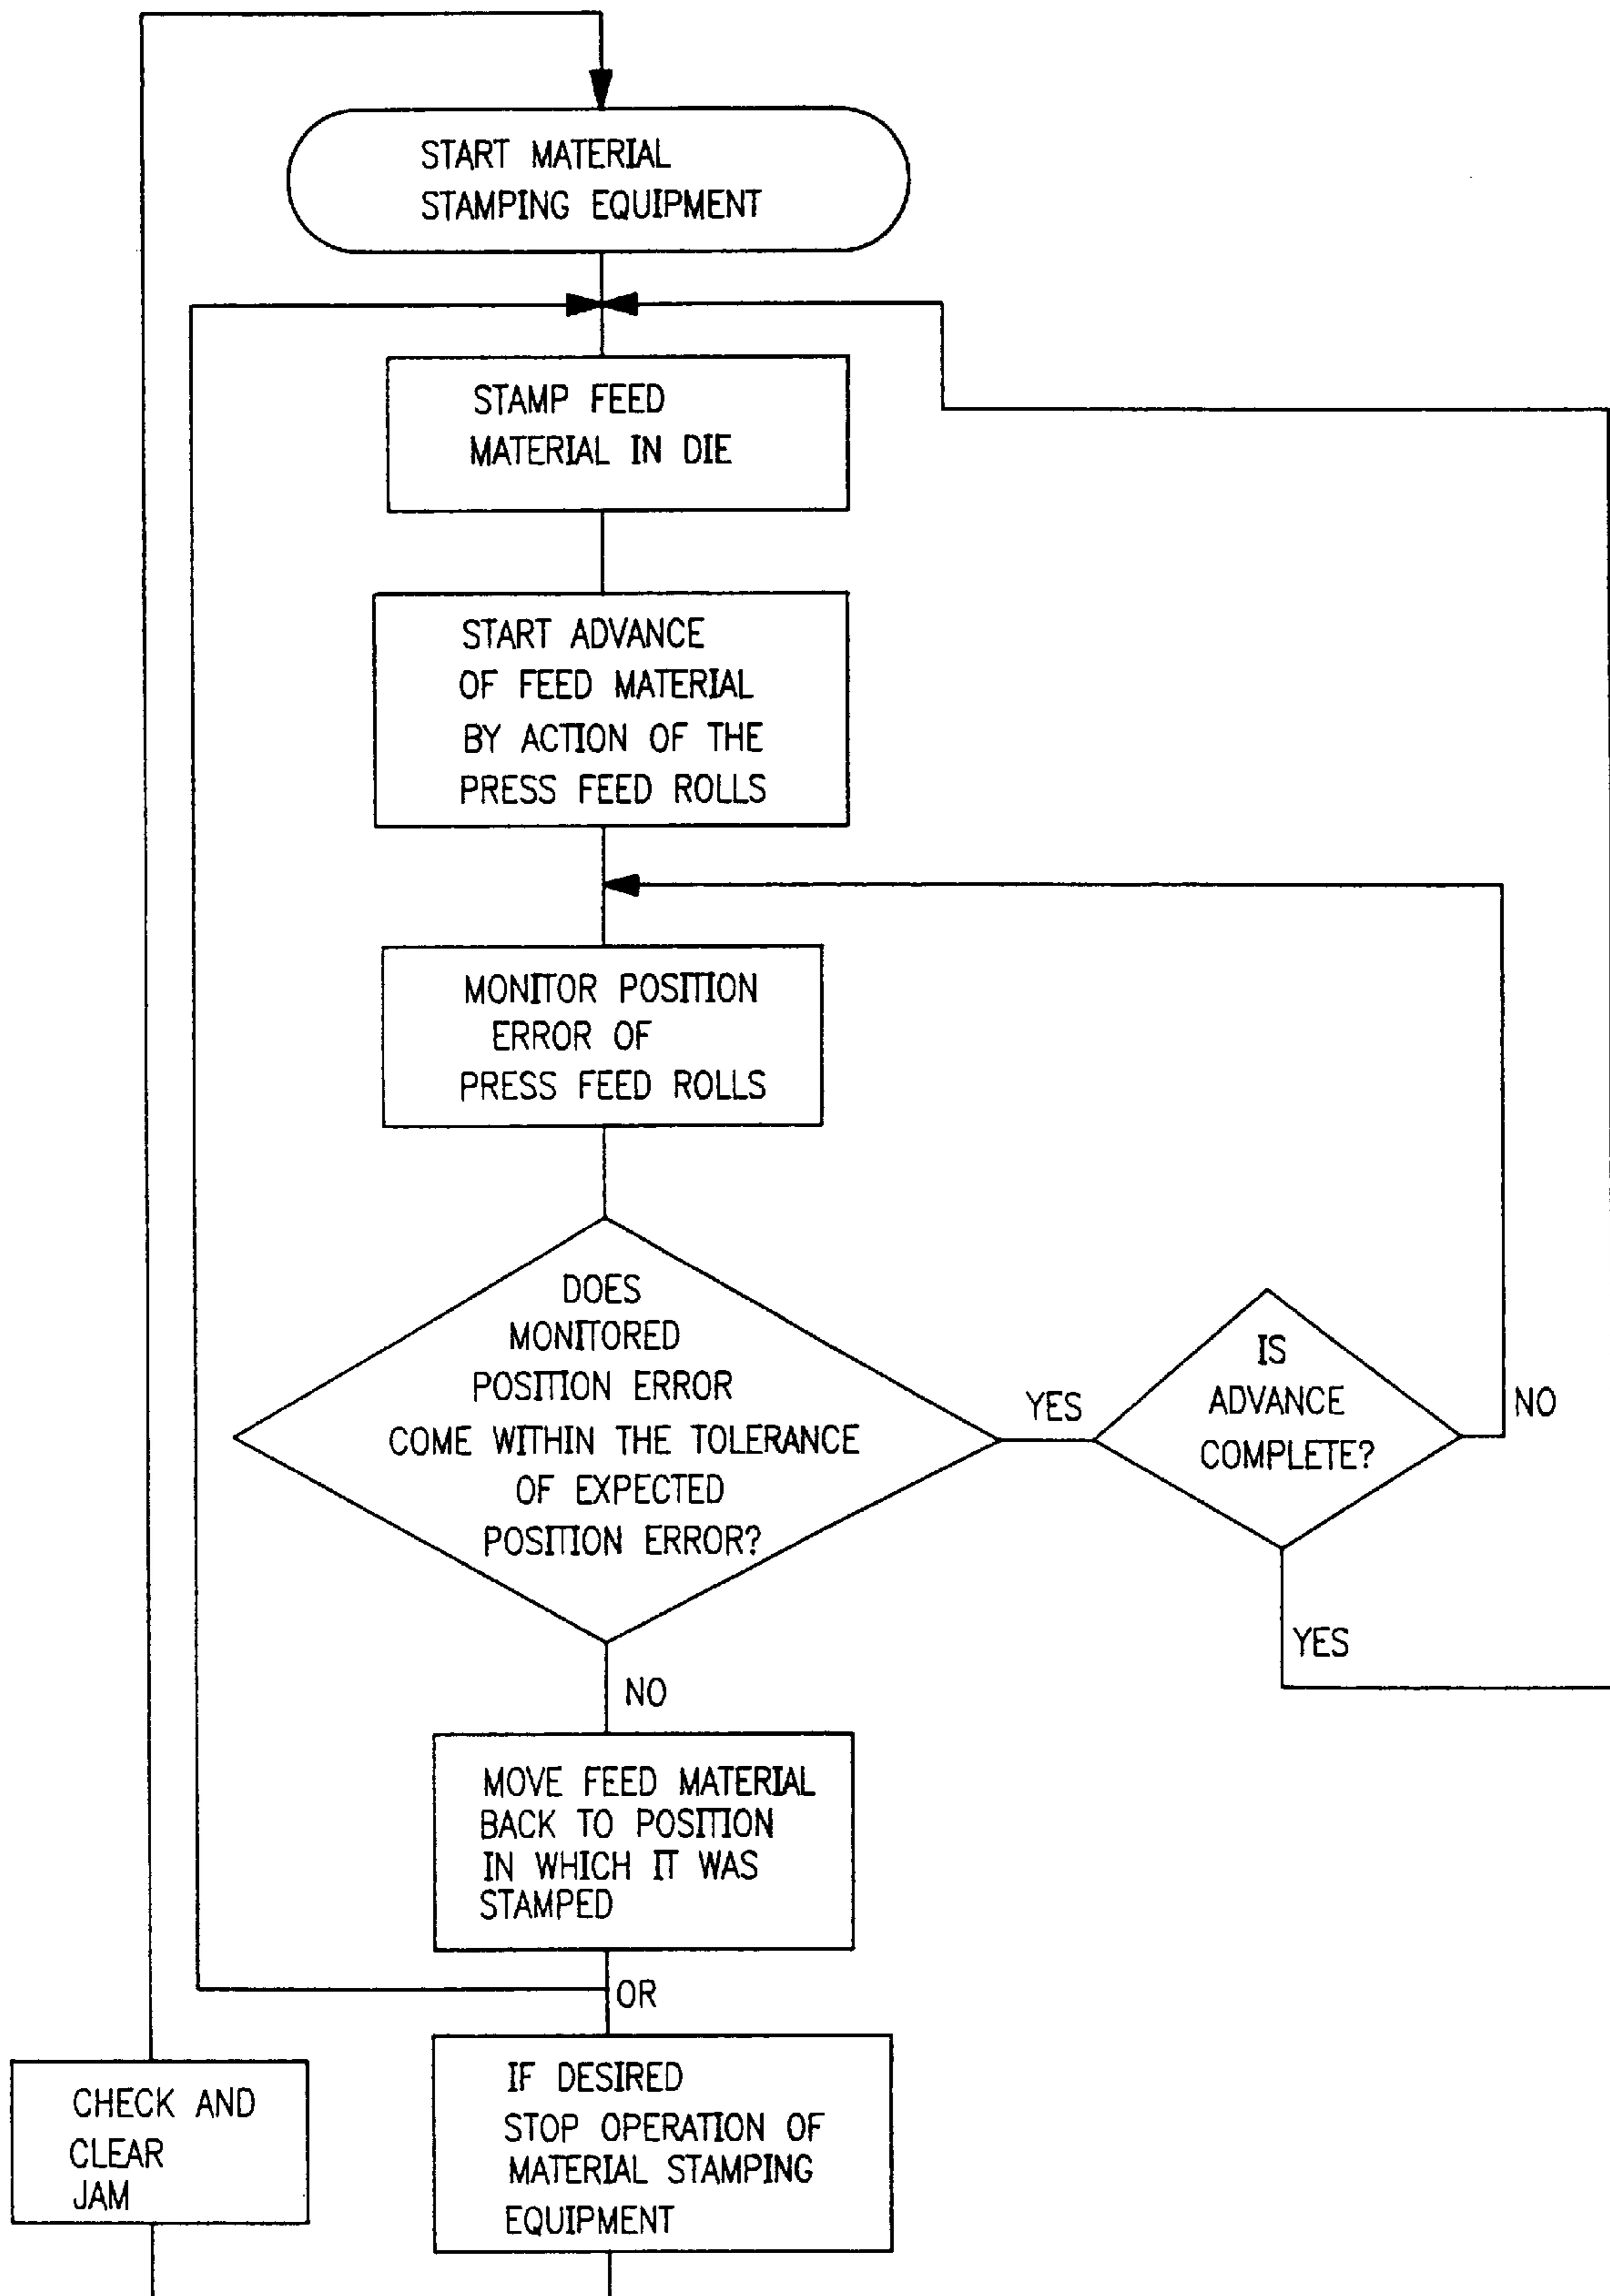 START MATERIAL
STAMPING EQUIPMENT
STAMP FEED
MATERIAL IN DIE
START ADVANCE
OF FEED MATERIAL
BY ACTION OF THE
PRESS FEED ROLLS
MONITOR POSITION
ERROR OF
PRESS FEED ROLLS
DOES
MONITORED
POSITION ERROR
COME WITHIN THE TOLERANCE
OF EXPECTED
POSITION ERROR?
YES
IS
ADVANCE
COMPLETE?
NO
YES
NO
MOVE FEED MATERIAL
BACK TO POSITION
IN WHICH IT WAS
STAMPED
OR
IF DESIRED
STOP OPERATION OF
MATERIAL STAMPING
EQUIPMENT
CHECK AND
CLEAR
JAM